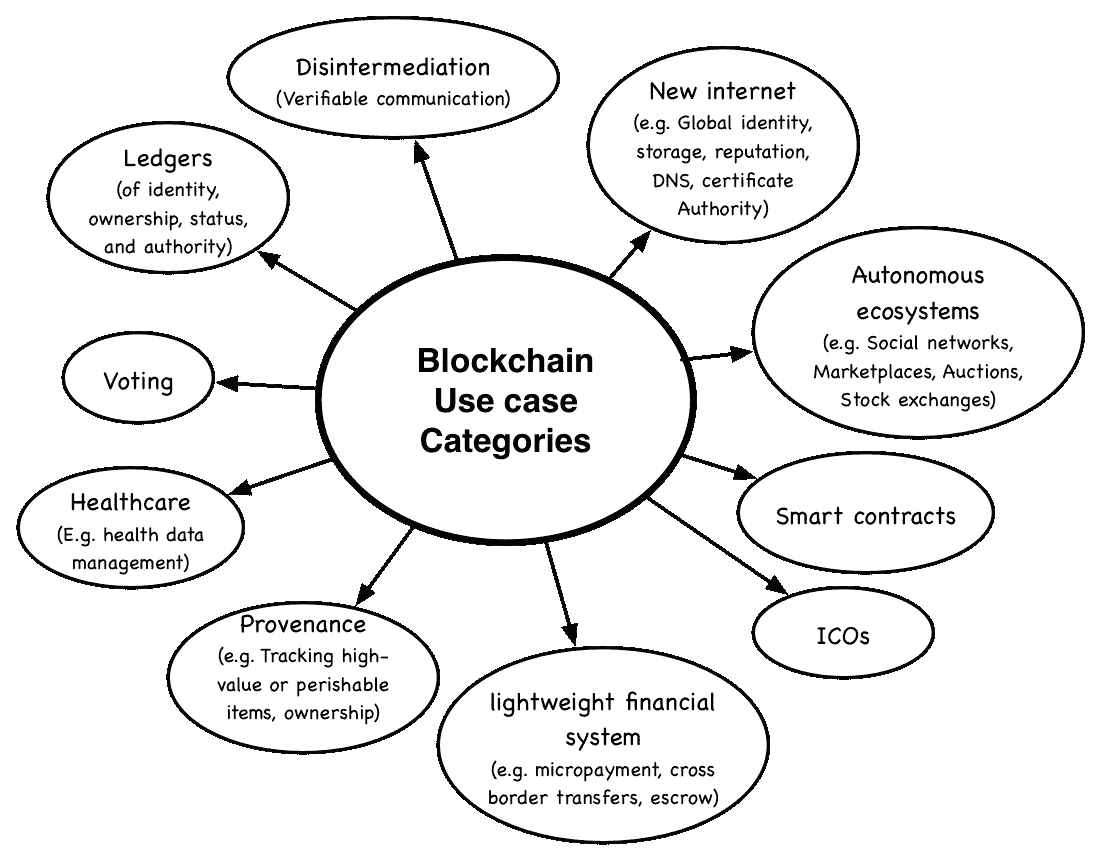 Disintermediation
(Verifiable communication)
New internet
(e.g. Global identity,
storage, reputation,
DNS, certificate
Authority)
Ledgers
(of identity,
ownership, status,
and authority)
Autonomous
ecosystems
(e.g. Social networks,
Marketplaces, Auctions,
Stock exchanges)
Blockchain
Use case
Categories
Voting
Healthcare
(E.g. health data
management)
Smart contracts
ICOs
Provenance
(e.g. Tracking high-
value or perishable
items, ownership)
lightweight financial
system
(e.g. micropayment, cross
border transfers, escrow)